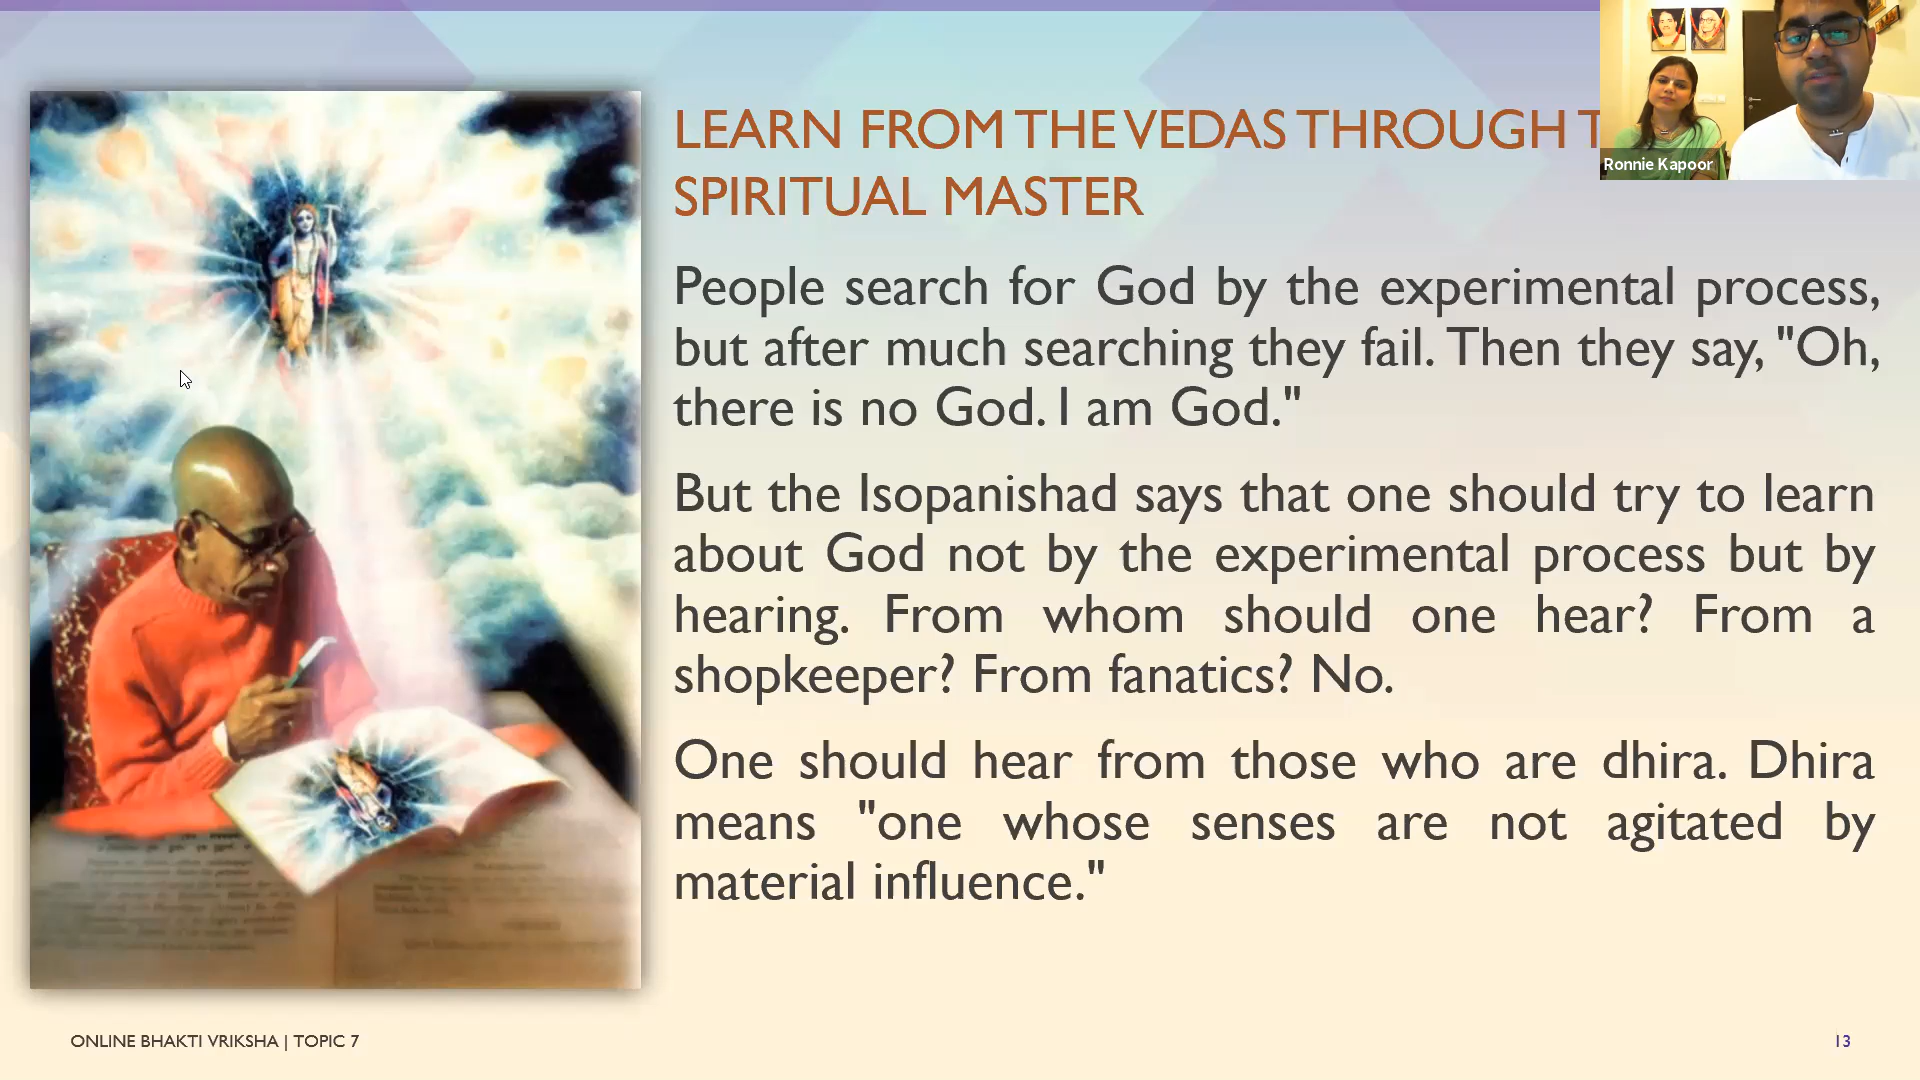 LEARN FROM THE VEDAS THROUGH T
SPIRITUAL MASTER
People search for God by the experimental process,
but after much searching they fail. Then they say, "Oh,
there is no God. I am God."
But the Isopanishad says that one should try to learn
about God not by the experimental process but by
hearing. From whom should one hear? From a
shopkeeper? From fanatics? No.
One should hear from those who are dhira. Dhira
means "one whose senses are not agitated by
material influence."
Ronnie Kapoor
ONLINE BHAKTI VRIKSHA | TOPIC 7
13